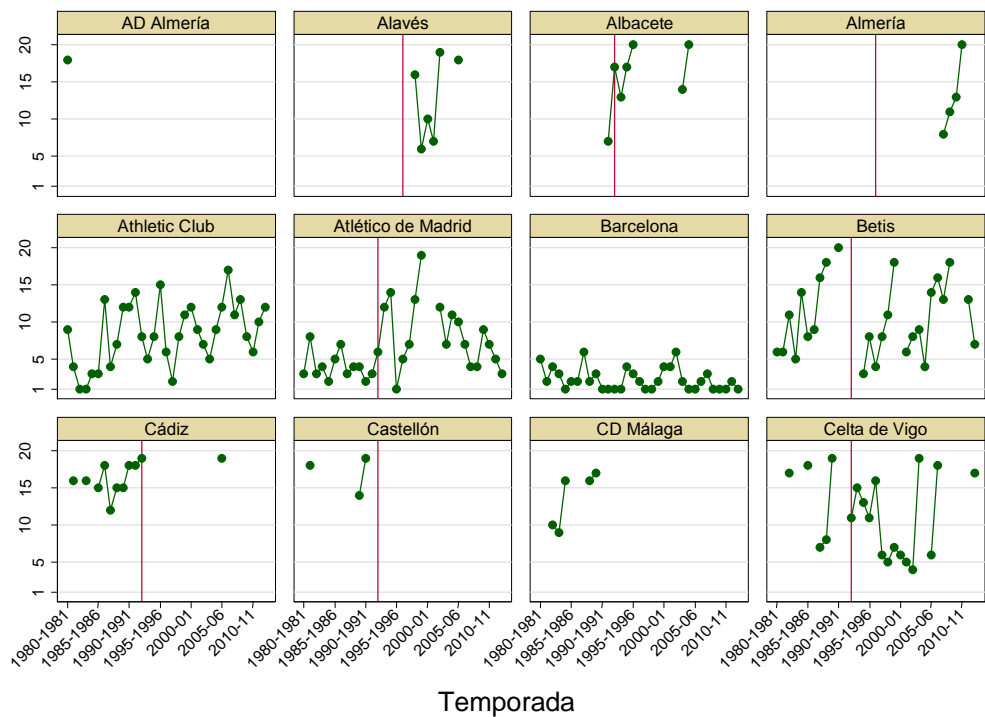 AD Almería
Alavés
Albacete
Almería
1 5 10 15 20
Athletic Club
Atlético de Madrid
Barcelona
Betis
1 5 10 15 20
Cádiz
Castellón
CD Málaga
Celta de Vigo
1 5 10 15 20
1980-1981 1985-1986 1990-1991 1995-1996 2000-01 2005-06 2010-11
1980-1981 1985-1986 1990-1991 1995-1996 2000-01 2005-06 2010-11
1980-1981 1985-1986 1990-1991 1995-1996 2000-01 2005-06 2010-11
1980-1981 1985-1986 1990-1991 1995-1996 2000-01 2005-06 2010-11
Temporada